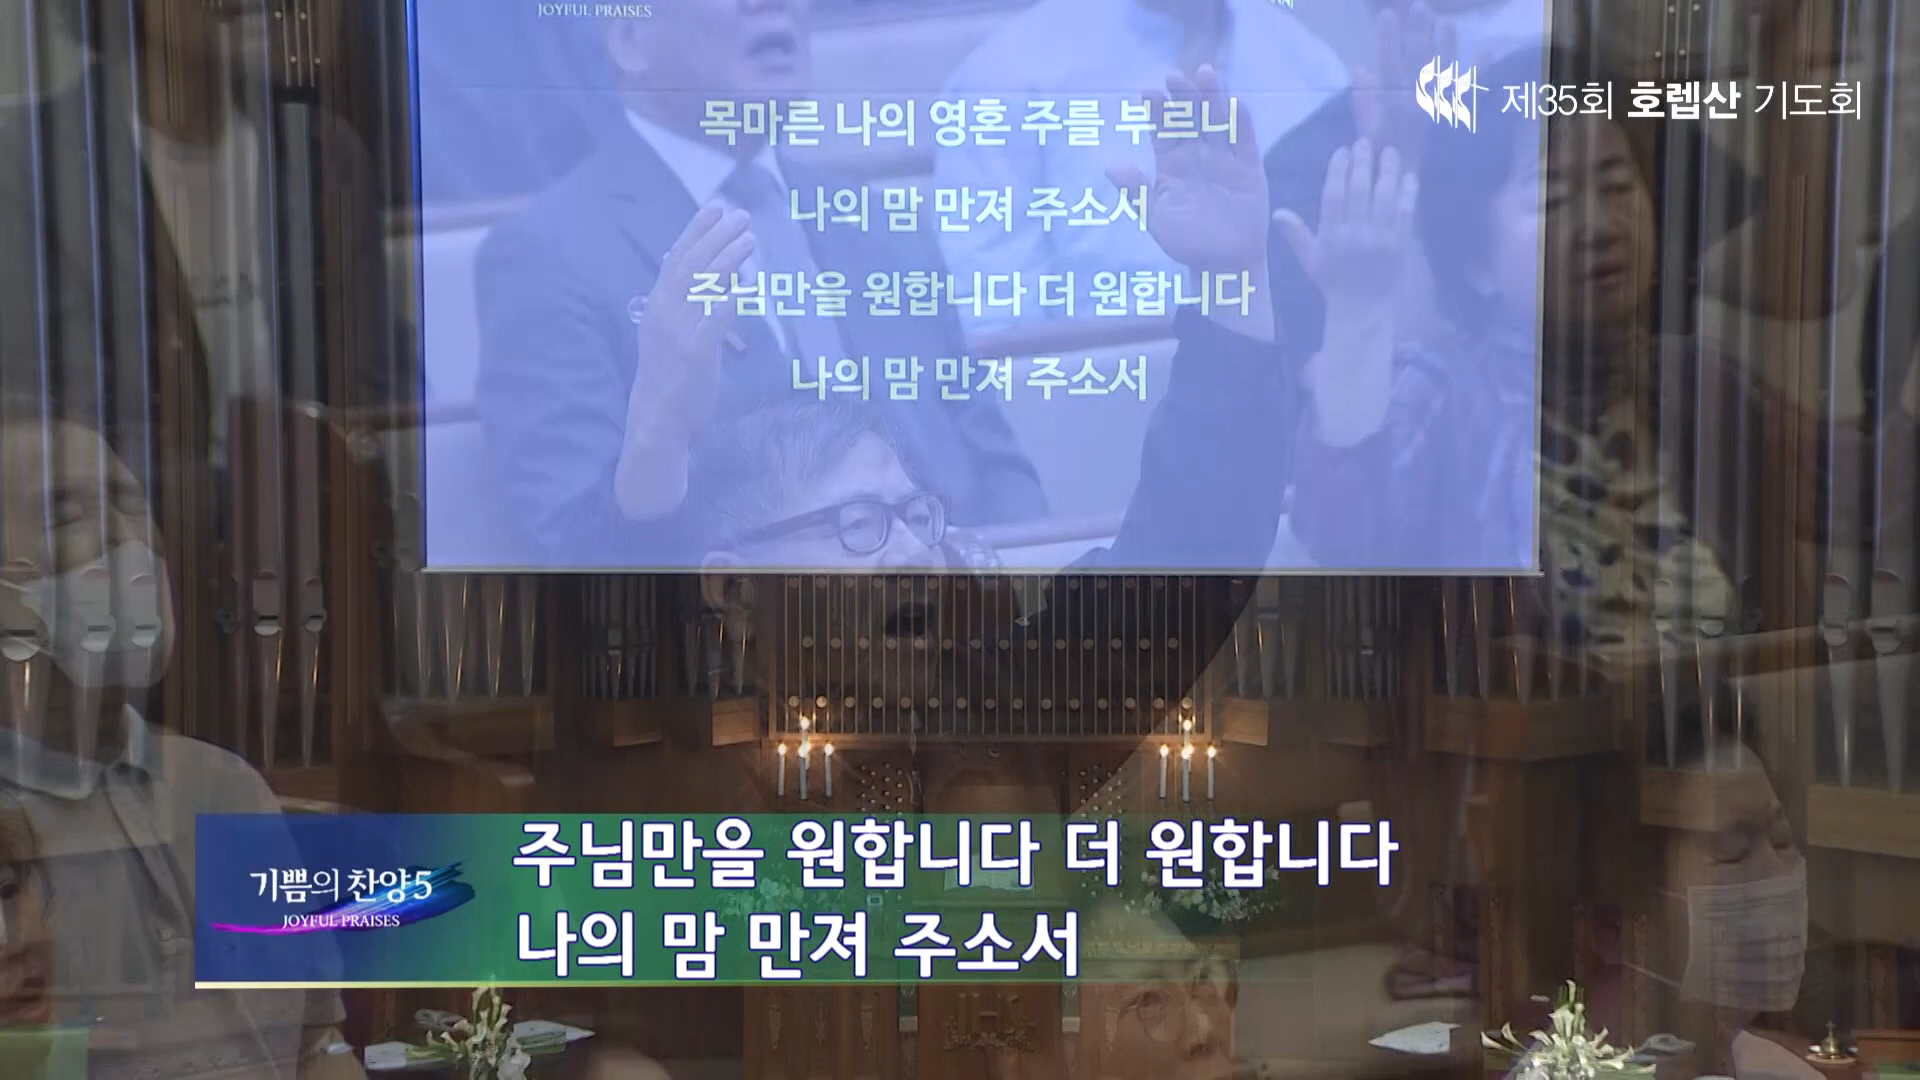 JOYFUL PRAISES
제35회 호렙산 기도회
목마른 나의 영혼 주를 부르니
나의 맘 만져 주소서
주님만을 원합니다 더 원합니다
나의 맘 만져 주소서
기쁨의 찬양5
JOYFUL PRAISES
주님만을 원합니다 더 원합니다
나의 맘 만져 주소서